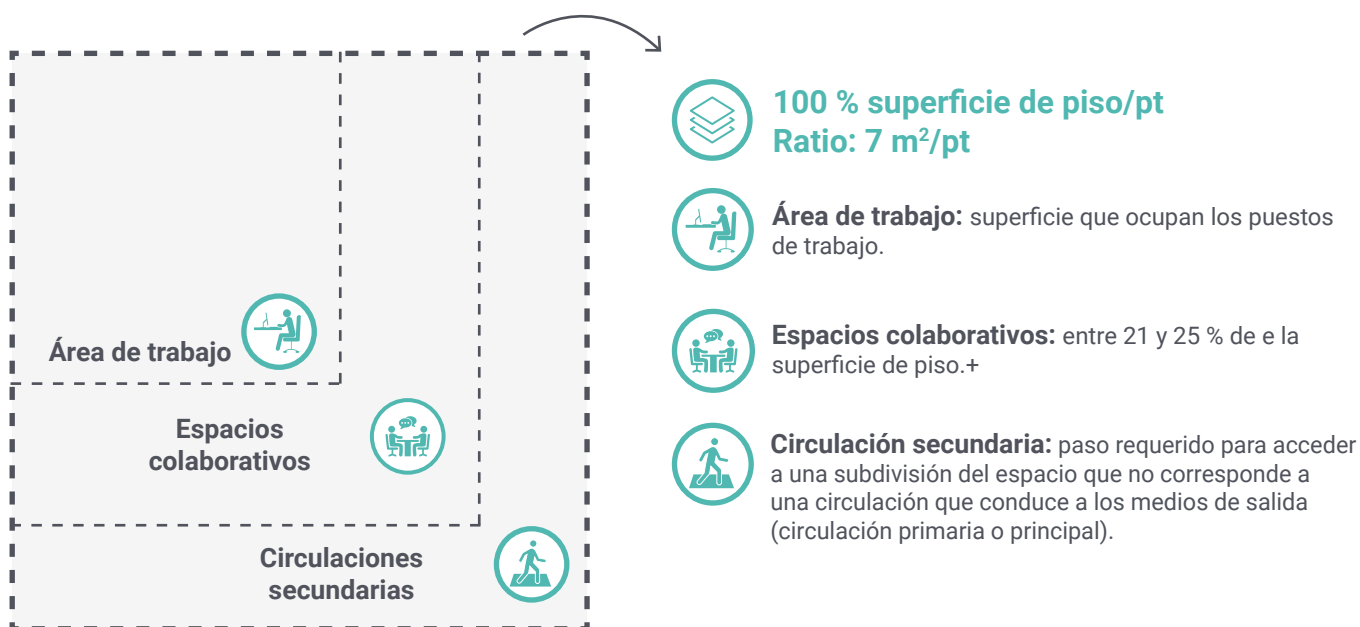 Área de trabajo
Espacios
colaborativos
Circulaciones
secundarias
100 % superficie de piso/pt
Ratio: 7 m²/pt
Área de trabajo: superficie que ocupan los puestos
de trabajo.
Espacios colaborativos: entre 21 y 25 % de e la
superficie de piso.+
Circulación secundaria: paso requerido para acceder
a una subdivisión del espacio que no corresponde a
una circulación que conduce a los medios de salida
(circulación primaria o principal).